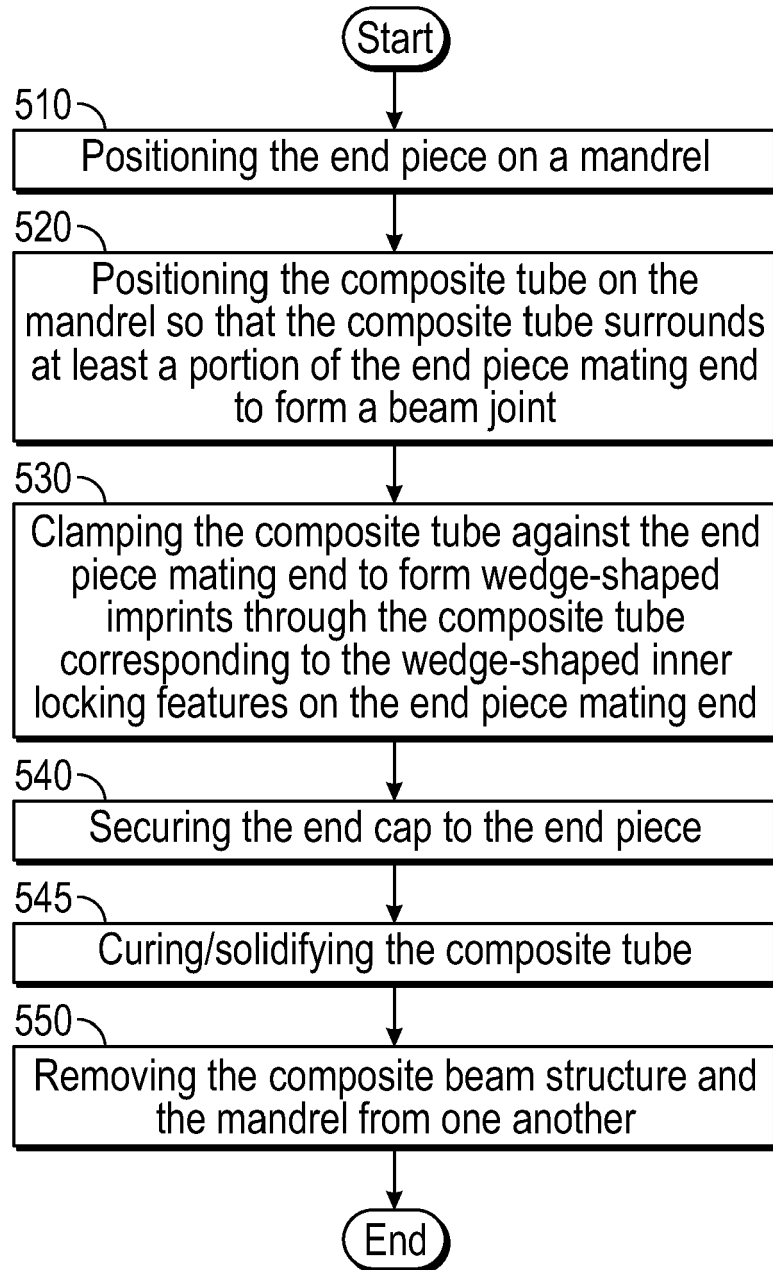 Start
510
Positioning the end piece on a mandrel
520
Positioning the composite tube on the
mandrel so that the composite tube surrounds
at least a portion of the end piece mating end
to form a beam joint
530
Clamping the composite tube against the end
piece mating end to form wedge-shaped
imprints through the composite tube
corresponding to the wedge-shaped inner
locking features on the end piece mating end
540
Securing the end cap to the end piece
545
Curing/solidifying the composite tube
550
Removing the composite beam structure and
the mandrel from one another
End